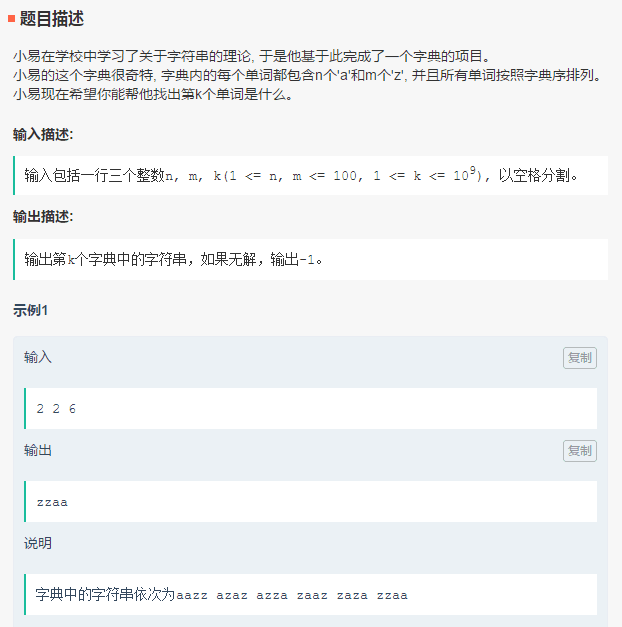 题目描述
小易在学校中学习了关于字符串的理论, 于是他基于此完成了一个字典的项目。
小易的这个字典很奇特, 字典内的每个单词都包含n个'a'和m个'z', 并且所有单词按照字典序排列。
小易现在希望你能帮他找出第k个单词是什么。
输入描述:
输入包括一行三个整数n, m, k(1 <= n, m <= 100, 1 <= k <= 10⁹), 以空格分割。
输出描述:
输出第k个字典中的字符串，如果无解，输出-1。
示例1
输入
复制
2 2 6
输出
复制
zzaa
说明
字典中的字符串依次为aazz azaz azza zaaz zaza zzaa